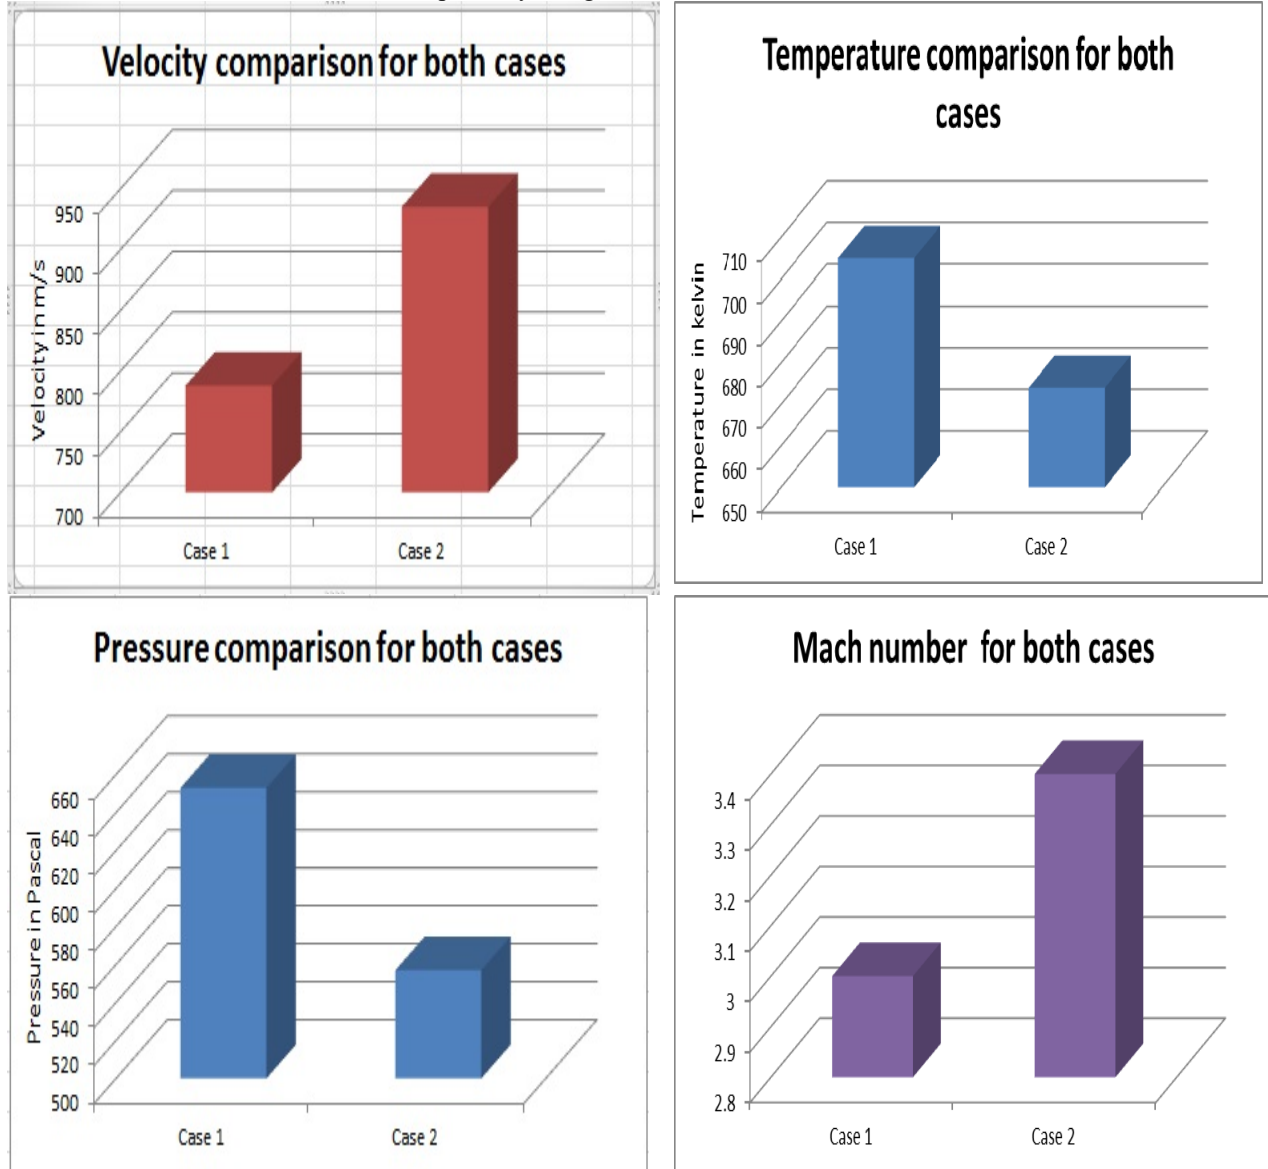 Velocity comparison for both cases
Velocity in m/s
950
900
850
800
750
700
Case 1 Case 2
Temperature comparison for both
cases
Temperature in kelvin
710
700
690
680
670
660
650
Case 1 Case 2
Pressure comparison for both cases
Pressure in Pascal
660
640
620
600
580
560
540
520
500
Case 1 Case 2
Mach number for both cases
3.4
3.3
3.2
3.1
3
2.9
2.8
Case 1 Case 2